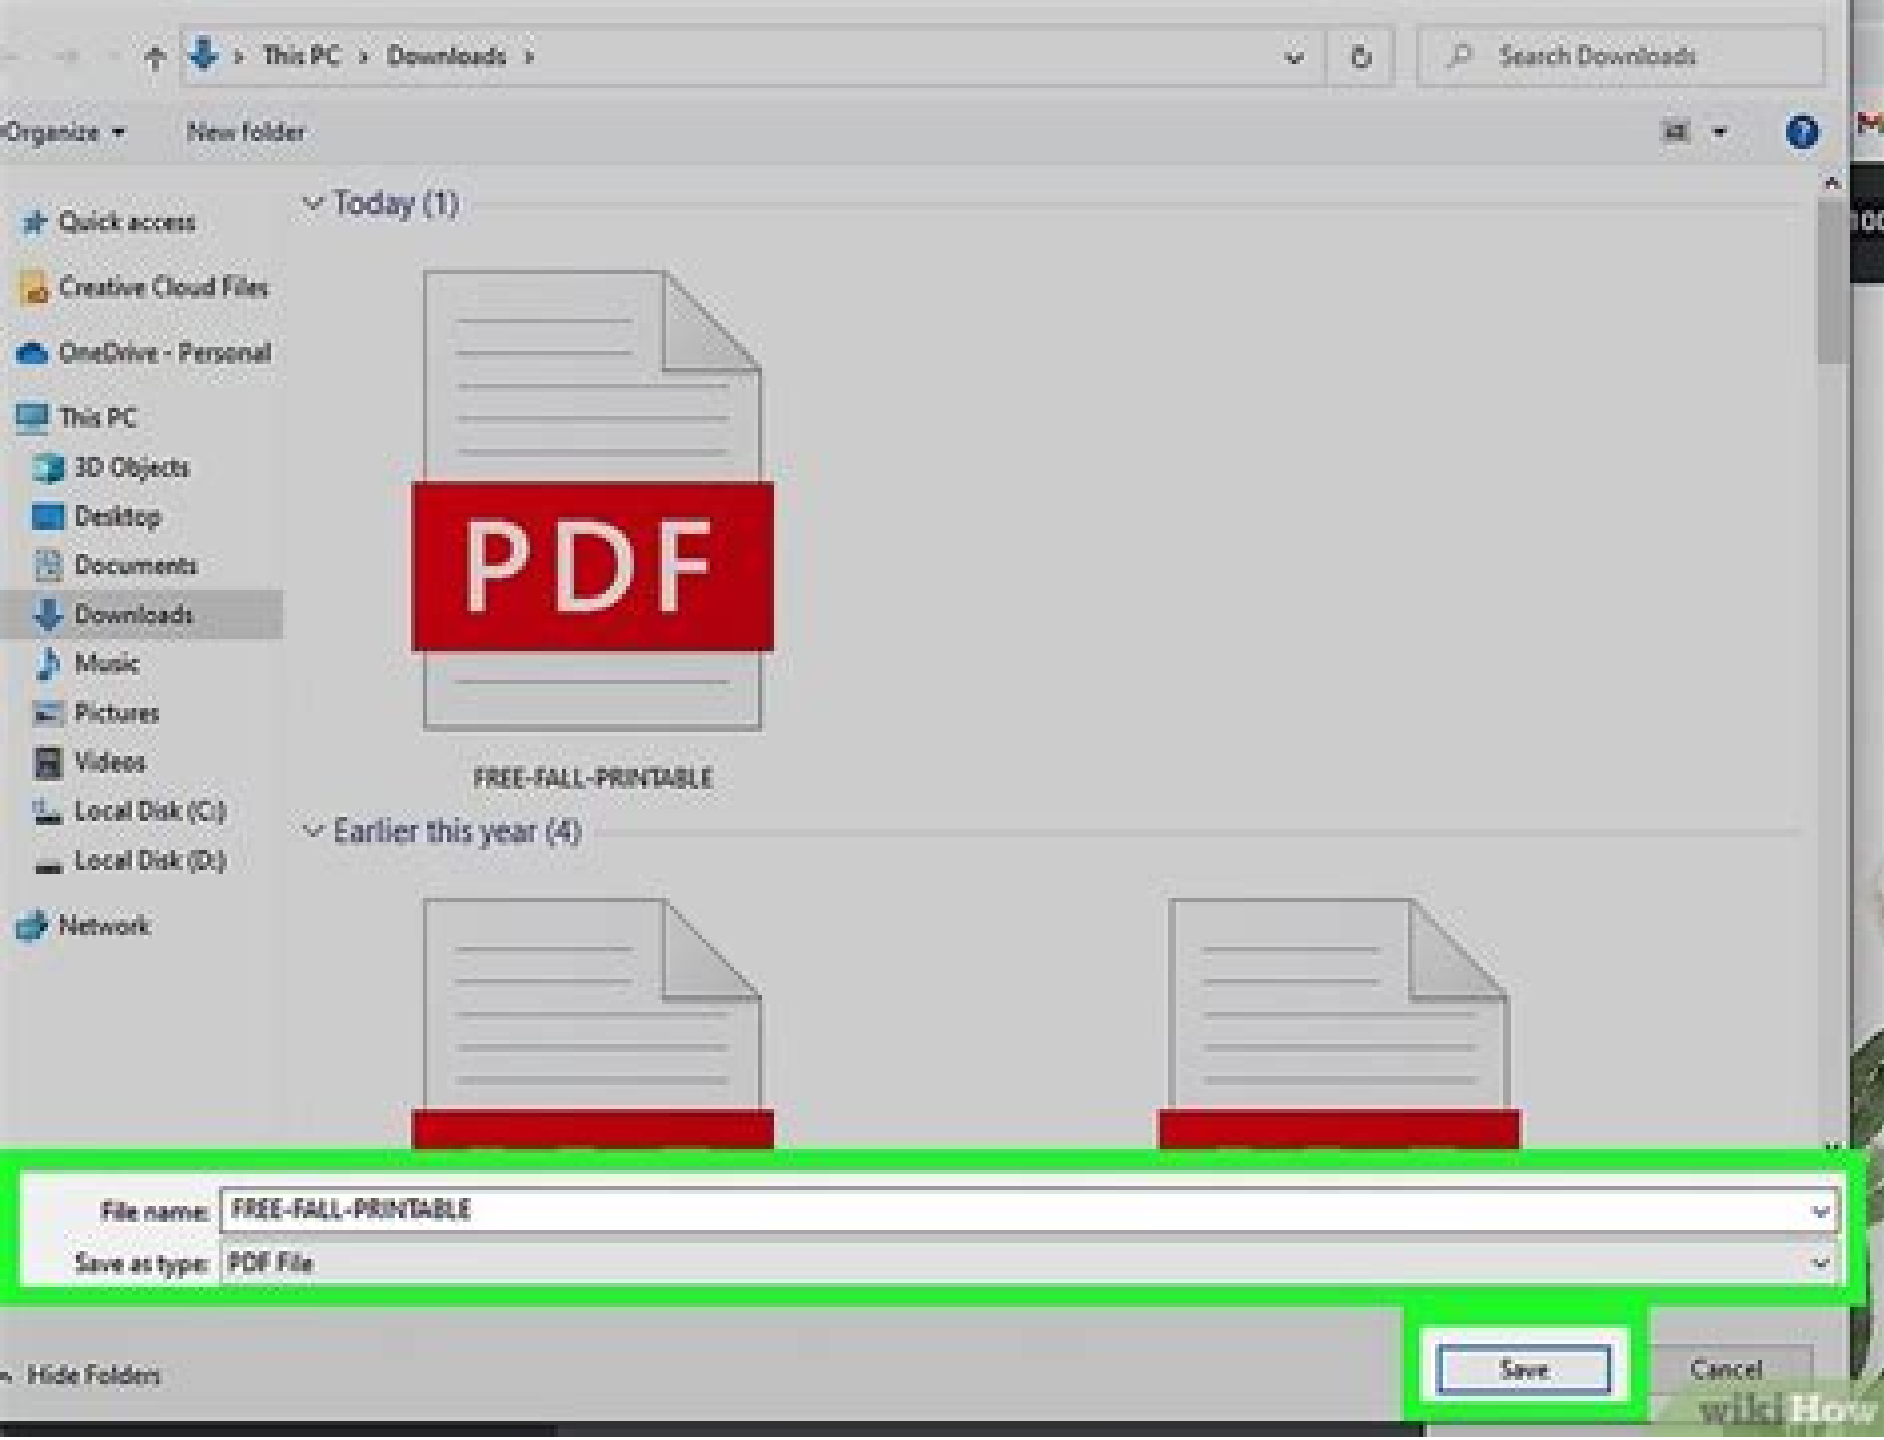 This PC > Downloads >
Search Downloads
Organize
New folder
Today (1)
Quick access
Creative Cloud Files
OneDrive - Personal
This PC
3D Objects
Desktop
Documents
Downloads
Music
Pictures
Videos
Local Disk (C:)
Local Disk (D:)
Network
PDF
FREE-FALL-PRINTABLE
Earlier this year (4)
File name: FREE-FALL-PRINTABLE
Save as type: PDF File
Hide Folders
Save
Cancel
wikiHow